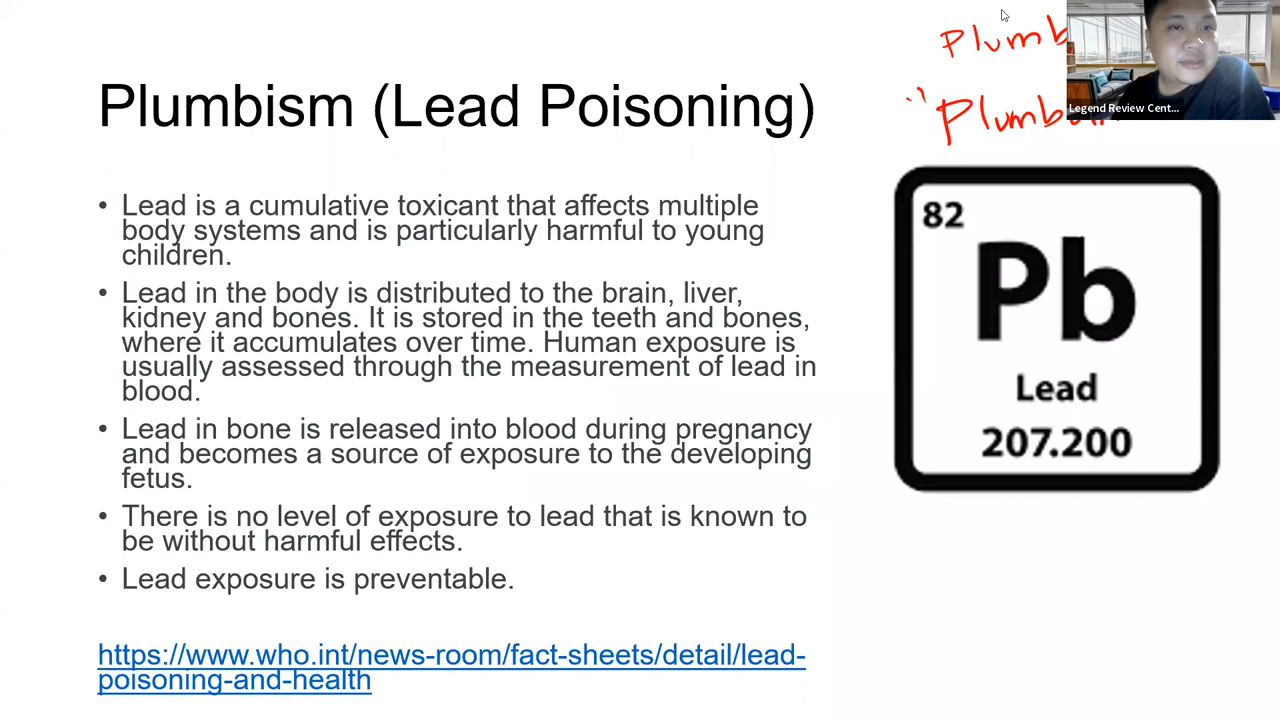 Plumbism (Lead Poisoning)
• Lead is a cumulative toxicant that affects multiple
body systems and is particularly harmful to young
children.
• Lead in the body is distributed to the brain, liver,
kidney and bones. It is stored in the teeth and bones,
where it accumulates over time. Human exposure is
usually assessed through the measurement of lead in
blood.
• Lead in bone is released into blood during pregnancy
and becomes a source of exposure to the developing
fetus.
• There is no level of exposure to lead that is known to
be without harmful effects.
• Lead exposure is preventable.
https://www.who.int/news-room/fact-sheets/detail/lead-
poisoning-and-health
Plumb
Legend Review Cent...
82
Pb
Lead
207.200